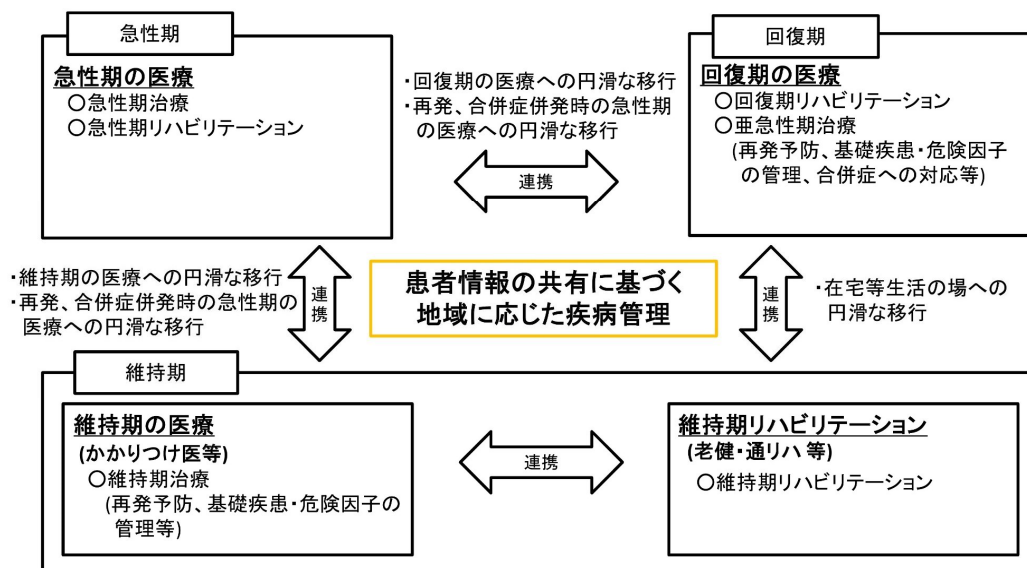 急性期
急性期の医療
〇急性期治療
〇急性期リハビリテーション
・回復期の医療への円滑な移行
・再発、合併症併発時の急性期
の医療への円滑な移行
連携
回復期
回復期の医療
〇回復期リハビリテーション
〇亜急性期治療
(再発予防、基礎疾患・危険因子
の管理、合併症への対応等)
・維持期の医療への円滑な移行
・再発、合併症併発時の急性期の
医療への円滑な移行
連携
患者情報の共有に基づく
地域に応じた疾病管理
連携
・在宅等生活の場への
円滑な移行
維持期
維持期の医療
(かかりつけ医等)
〇維持期治療
(再発予防、基礎疾患・危険因子の
管理等)
連携
維持期リハビリテーション
(老健・通リハ 等)
〇維持期リハビリテーション